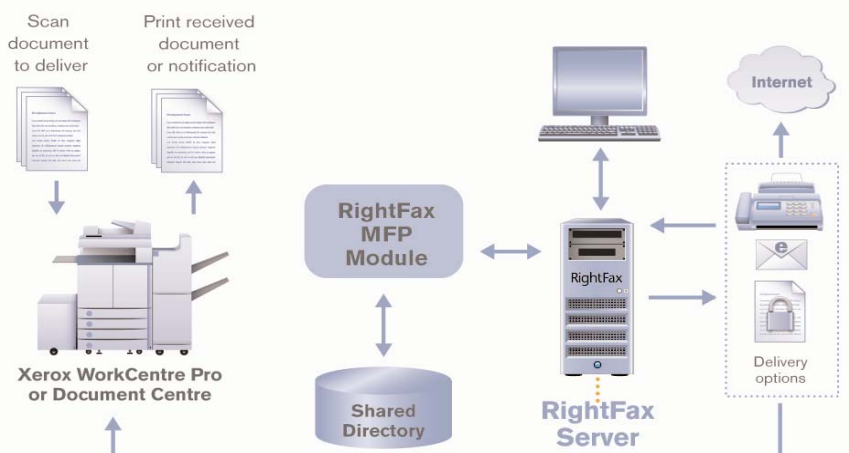 Scan
document
to deliver
Print received
document
or notification
Xerox WorkCentre Pro
or Document Centre
RightFax
MFP
Module
Shared
Directory
RightFax
RightFax
Server
Internet
e
Delivery
options